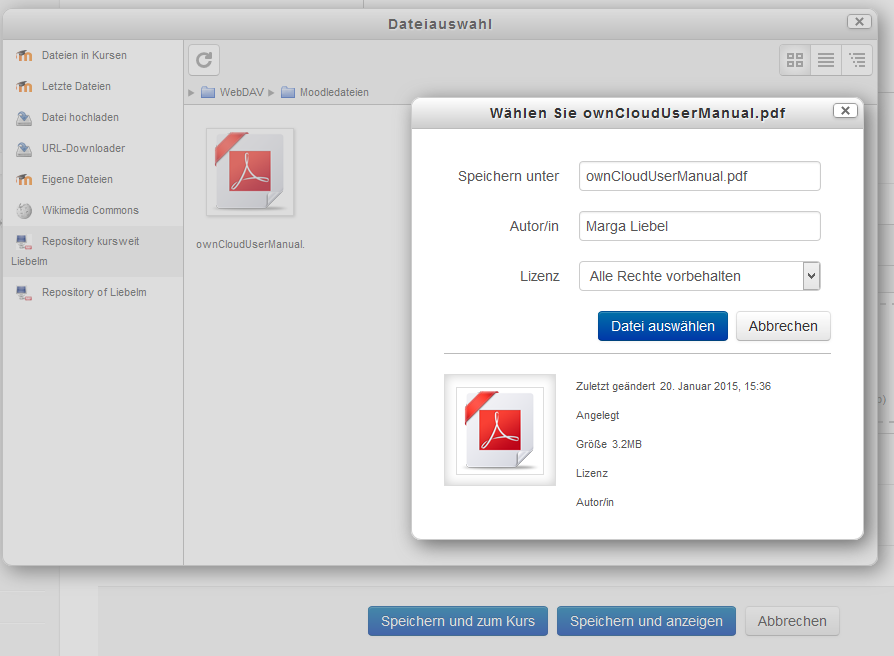 Dateiauswahl
Dateien in Kursen
Letzte Dateien
Datei hochladen
URL-Downloader
Eigene Dateien
Wikimedia Commons
Repository kursweit
Liebelm
Repository of Liebelm
WebDAV
Moodledateien
ownCloudUserManual.
Wählen Sie ownCloudUserManual.pdf
Speichern unter ownCloudUserManual.pdf
Autor/in Marga Liebel
Lizenz Alle Rechte vorbehalten
Datei auswählen Abbrechen
Zuletzt geändert 20. Januar 2015, 15:36
Angelegt
Größe 3.2MB
Lizenz
Autor/in
Speichern und zum Kurs Speichern und anzeigen Abbrechen